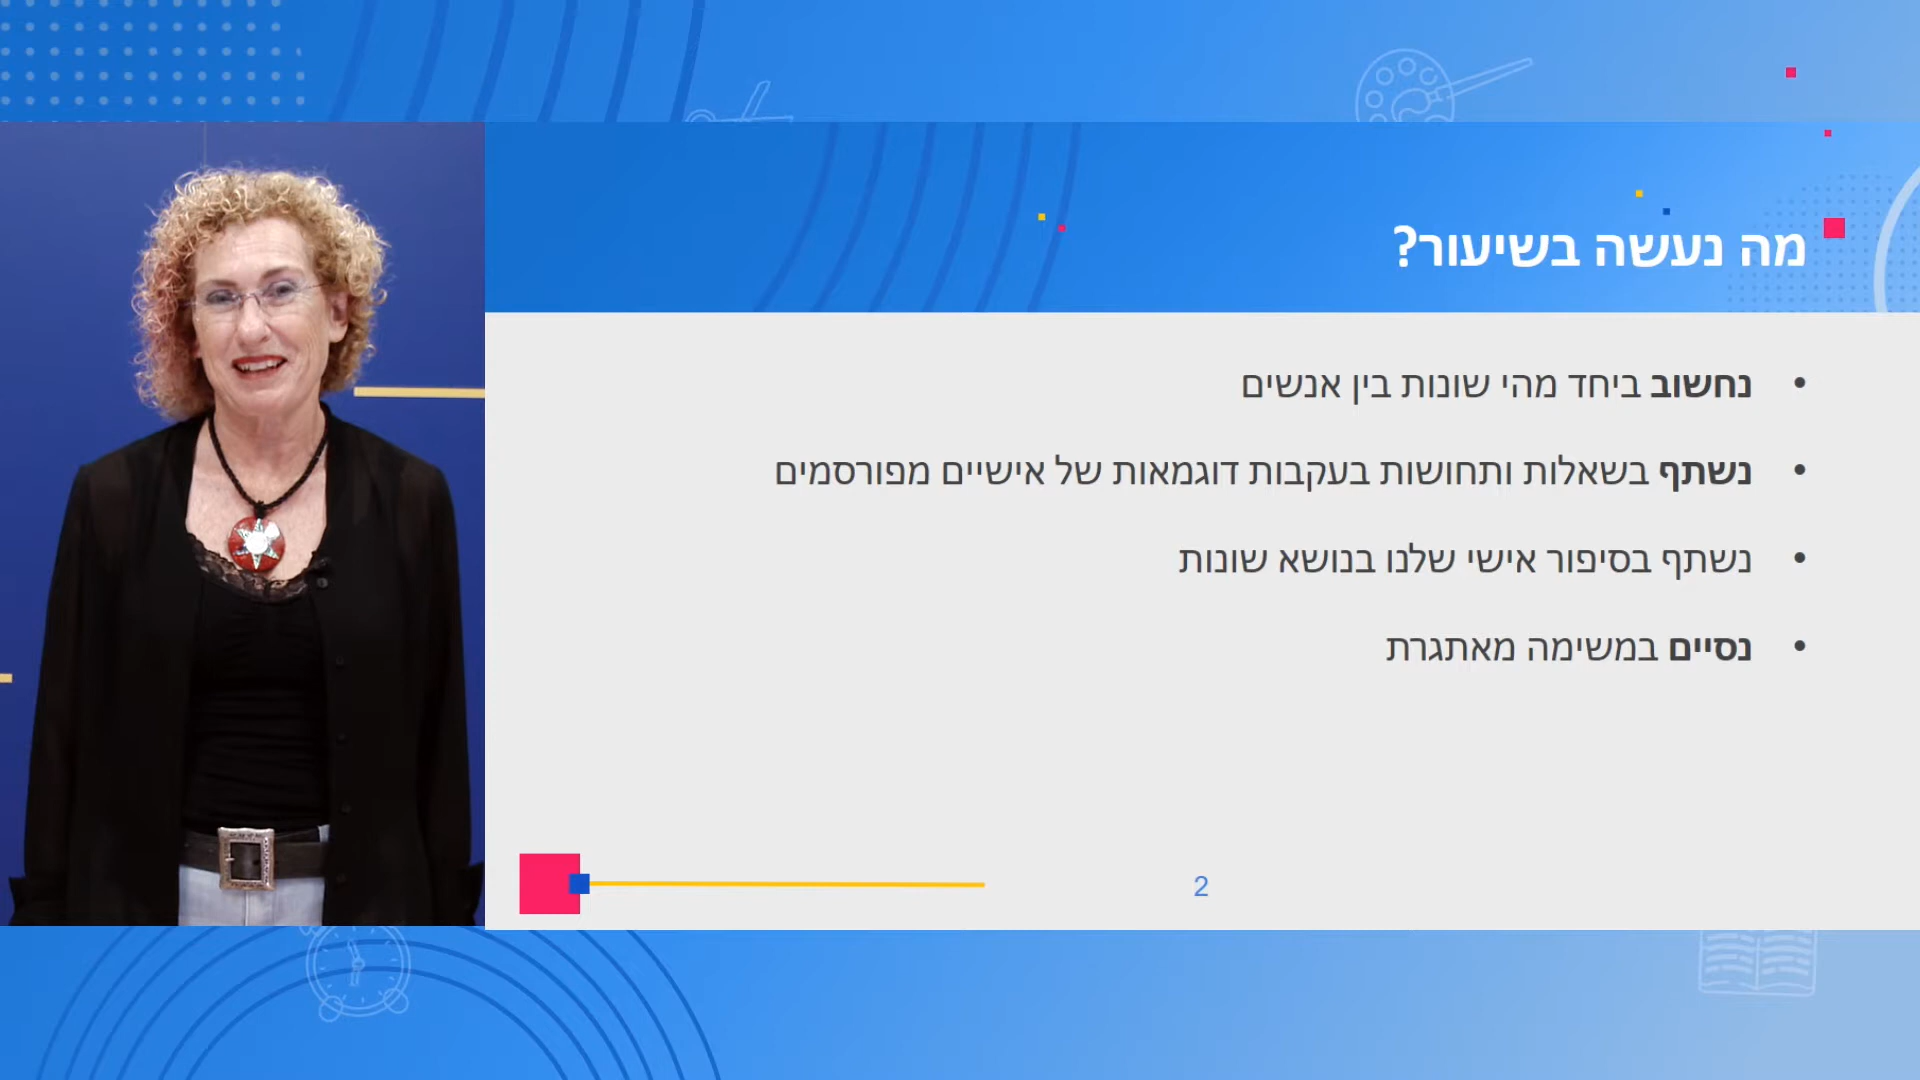 מה נעשה בשיעור?
• נחשוב ביחד מהי שונות בין אנשים
• נשתף בשאלות ותחושות בעקבות דוגמאות של אישיים מפורסמים
• נשתף בסיפור אישי שלנו בנושא שונות
• נסיים במשימה מאתגרת
2